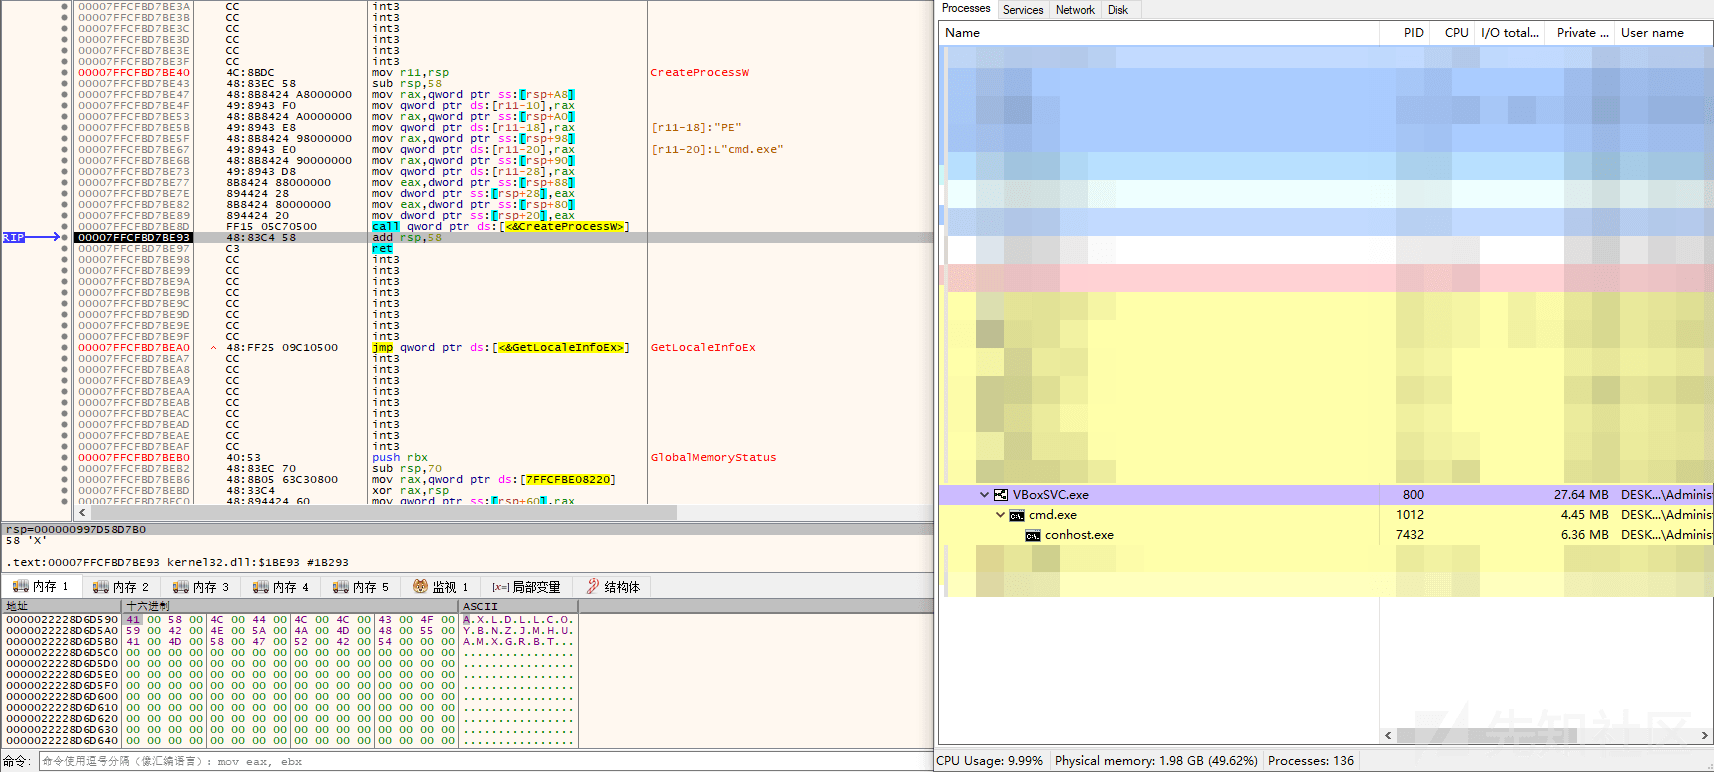 00007FFCFBD7BE3A CC int3
00007FFCFBD7BE3B CC int3
00007FFCFBD7BE3C CC int3
00007FFCFBD7BE3D CC int3
00007FFCFBD7BE3E CC int3
00007FFCFBD7BE3F CC int3
00007FFCFBD7BE40 4C:8BDC mov r11,rsp CreateProcessW
00007FFCFBD7BE43 48:83EC 58 sub rsp,58
00007FFCFBD7BE47 48:8B8424 A8000000 mov rax,qword ptr ss:[rsp+A8]
00007FFCFBD7BE4F 49:8943 F0 mov qword ptr ds:[r11-10],rax
00007FFCFBD7BE53 48:8B8424 A0000000 mov rax,qword ptr ss:[rsp+A0]
00007FFCFBD7BE5B 49:8943 E8 mov qword ptr ds:[r11-18],rax [r11-18]:"PE"
00007FFCFBD7BE5F 48:8B8424 98000000 mov rax,qword ptr ss:[rsp+98]
00007FFCFBD7BE67 49:8943 E0 mov qword ptr ds:[r11-20],rax [r11-20]:L"cmd.exe"
00007FFCFBD7BE6B 48:8B8424 90000000 mov rax,qword ptr ss:[rsp+90]
00007FFCFBD7BE73 49:8943 D8 mov qword ptr ds:[r11-28],rax
00007FFCFBD7BE77 8B8424 88000000 mov eax,dword ptr ss:[rsp+88]
00007FFCFBD7BE7E 894424 28 mov dword ptr ss:[rsp+28],eax
00007FFCFBD7BE82 8B8424 80000000 mov eax,dword ptr ss:[rsp+80]
00007FFCFBD7BE89 894424 20 mov dword ptr ss:[rsp+20],eax
00007FFCFBD7BE8D FF15 05C70500 call qword ptr ds:[<&CreateProcessW>]
RIP 00007FFCFBD7BE93 48:83C4 58 add rsp,58
00007FFCFBD7BE97 C3 ret
00007FFCFBD7BE98 CC int3
00007FFCFBD7BE99 CC int3
00007FFCFBD7BE9A CC int3
00007FFCFBD7BE9B CC int3
00007FFCFBD7BE9C CC int3
00007FFCFBD7BE9D CC int3
00007FFCFBD7BE9E CC int3
00007FFCFBD7BE9F CC int3
00007FFCFBD7BEA0 48:FF25 09C10500 jmp qword ptr ds:[<&GetLocaleInfoEx>] GetLocaleInfoEx
00007FFCFBD7BEA7 CC int3
00007FFCFBD7BEA8 CC int3
00007FFCFBD7BEA9 CC int3
00007FFCFBD7BEAA CC int3
00007FFCFBD7BEAB CC int3
00007FFCFBD7BEAC CC int3
00007FFCFBD7BEAD CC int3
00007FFCFBD7BEAE CC int3
00007FFCFBD7BEAF CC int3
00007FFCFBD7BEB0 40:53 push rbx GlobalMemoryStatus
00007FFCFBD7BEB2 48:83EC 70 sub rsp,70
00007FFCFBD7BEB6 48:8B05 63C30800 mov rax,qword ptr ds:[7FFCFBE08220]
00007FFCFBD7BEBD 48:33C4 xor rax,rsp
00007FFCFBD7BEC0 48:894424 60 mov qword ptr ss:[rsp+60],rax
rsp=000000997D58D7B0
58 'X'
.text:00007FFCFBD7BE93 kernel32.dll:$1BE93 #1B293
内存 1 内存 2 内存 3 内存 4 内存 5 监视 1 [x=] 局部变量 结构体
地址 十六进制 ASCII
0000022228D6D590 41 00 58 00 4C 00 44 00 4C 00 4C 00 43 00 4F 00 A.X.L.D.L.L.C.O.
0000022228D6D5A0 59 00 42 00 4E 00 5A 00 4A 00 4D 00 48 00 55 00 Y.B.N.Z.J.M.H.U.
0000022228D6D5B0 41 00 4D 00 58 00 47 00 52 00 42 00 54 00 00 00 A.M.X.G.R.B.T...
0000022228D6D5C0 00 00 00 00 00 00 00 00 00 00 00 00 00 00 00 00 ................
0000022228D6D5D0 00 00 00 00 00 00 00 00 00 00 00 00 00 00 00 00 ................
0000022228D6D5E0 00 00 00 00 00 00 00 00 00 00 00 00 00 00 00 00 ................
0000022228D6D5F0 00 00 00 00 00 00 00 00 00 00 00 00 00 00 00 00 ................
0000022228D6D600 00 00 00 00 00 00 00 00 00 00 00 00 00 00 00 00 ................
0000022228D6D610 00 00 00 00 00 00 00 00 00 00 00 00 00 00 00 00 ................
0000022228D6D620 00 00 00 00 00 00 00 00 00 00 00 00 00 00 00 00 ................
0000022228D6D630 00 00 00 00 00 00 00 00 00 00 00 00 00 00 00 00 ................
0000022228D6D640 00 00 00 00 00 00 00 00 00 00 00 00 00 00 00 00 ................
命令: 命令使用逗号分隔（像汇编语言）: mov eax, ebx
Processes Services Network Disk
Name PID CPU I/O total... Private ... User name
VBoxSVC.exe 800 27.64 MB DESK...\Adminis
cmd.exe 1012 4.45 MB DESK...\Adminis
conhost.exe 7432 6.36 MB DESK...\Adminis
先知社区
CPU Usage: 9.99% Physical memory: 1.98 GB (49.62%) Processes: 136